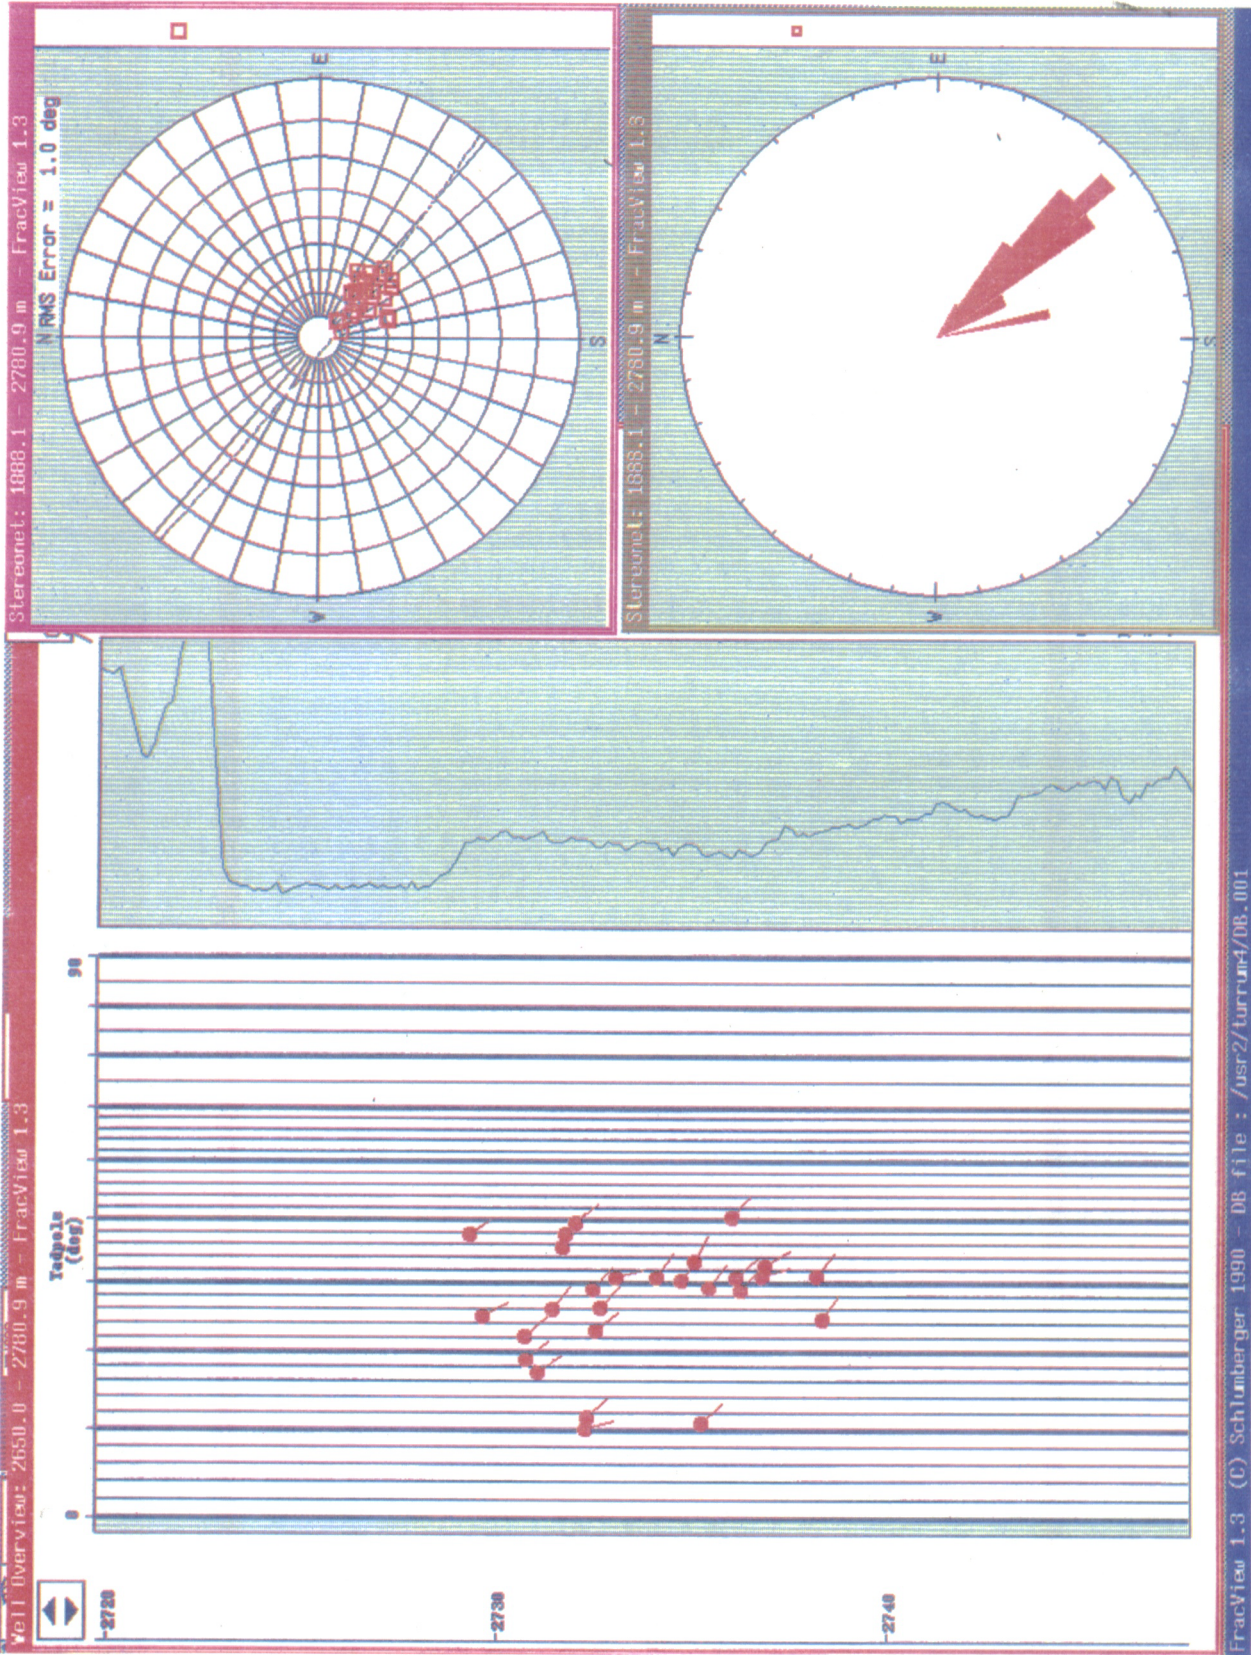 Well Overview: 2650.0 - 2780.9 m - FracView 1.3
-2720
-2730
-2740
Tadpole
(deg)
0
90
Stereonet: 1888.1 - 2780.9 m - FracView 1.3
N RMS Error = 1.0 deg
W
E
S
Stereonet: 1888.1 - 2780.9 m - FracView 1.3
N
W
E
S
FracView 1.3 (C) Schlumberger 1990 - DB file : /usr2/turrum4/DB.001